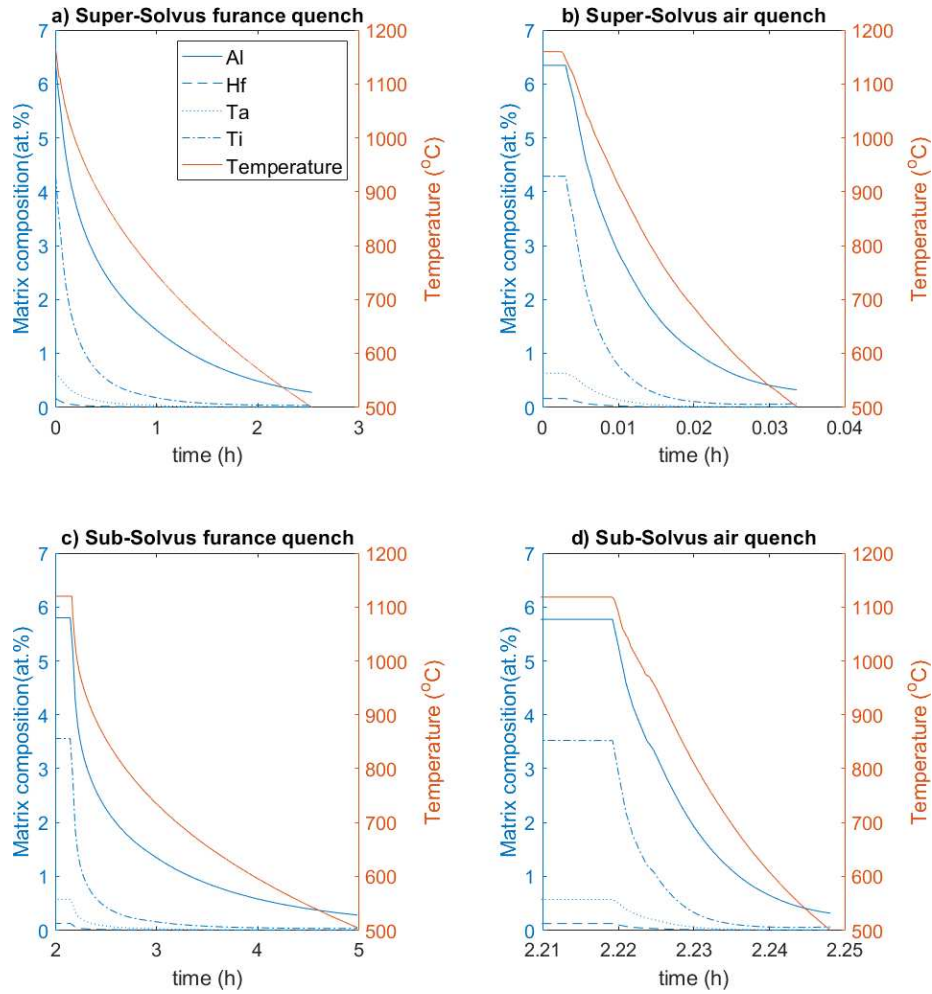 a) Super-Solvus furance quench
7 1200
6 1100
5 1000
4 900
3 800
2 700
1 600
0 500
Matrix composition(at.%)
Al
Hf
Ta
Ti
Temperature
Temperature (°C)
0 1 2 3
time (h)
b) Super-Solvus air quench
7 1200
6 1100
5 1000
4 900
3 800
2 700
1 600
0 500
Matrix composition(at.%)
Temperature (°C)
0 0.01 0.02 0.03 0.04
time (h)
c) Sub-Solvus furance quench
7 1200
6 1100
5 1000
4 900
3 800
2 700
1 600
0 500
Matrix composition(at.%)
Temperature (°C)
2 3 4 5
time (h)
d) Sub-Solvus air quench
7 1200
6 1100
5 1000
4 900
3 800
2 700
1 600
0 500
Matrix composition(at.%)
Temperature (°C)
2.21 2.22 2.23 2.24 2.25
time (h)